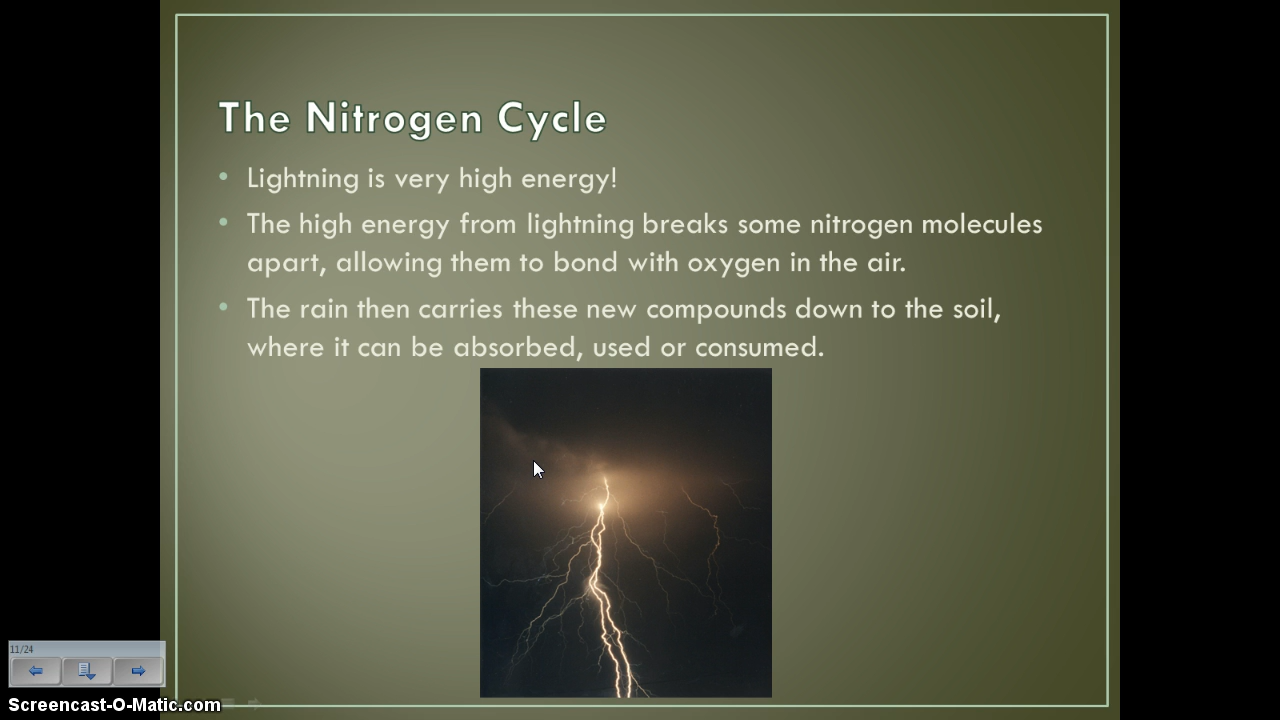 The Nitrogen Cycle
• Lightning is very high energy!
• The high energy from lightning breaks some nitrogen molecules
apart, allowing them to bond with oxygen in the air.
• The rain then carries these new compounds down to the soil,
where it can be absorbed, used or consumed.
11/24
Screencast-O-Matic.com